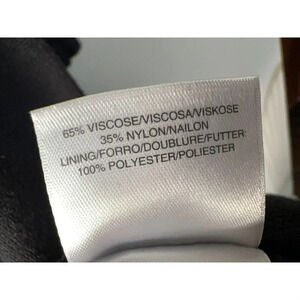 65% VISCOSE/VISCOSA/VISKOSE
35% NYLON/NAILON
LINING/FORRO/DOUBLURE/FUTTER:
100% POLYESTER/POLIESTER